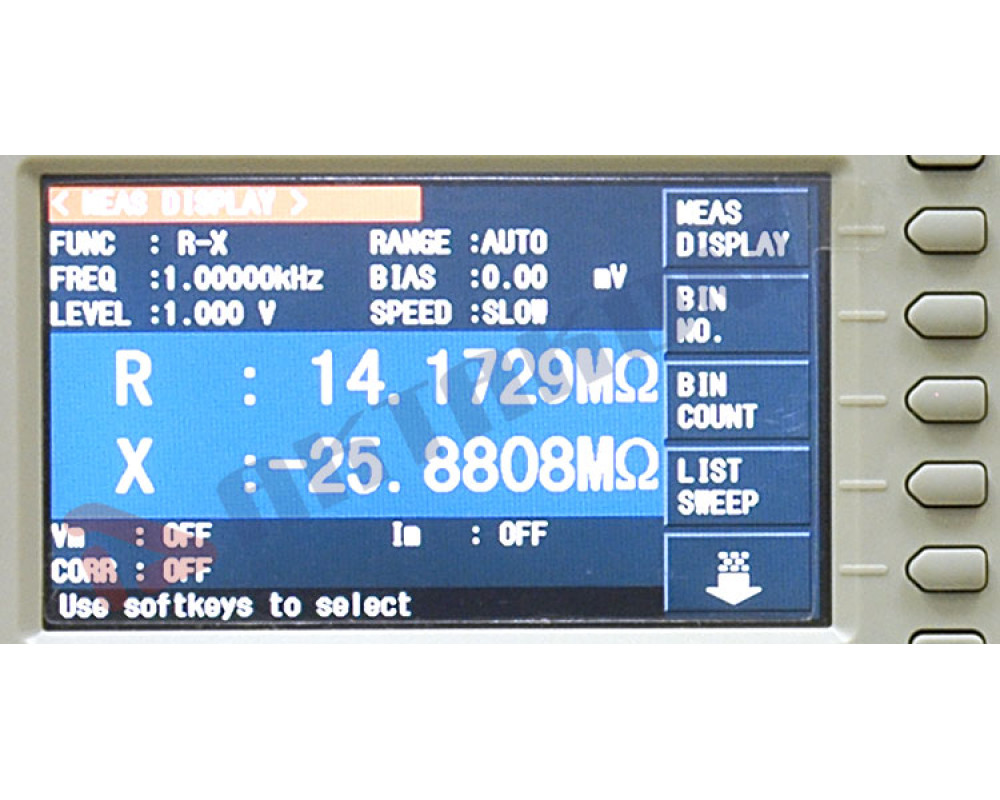 < MEAS DISPLAY >
FUNC : R-X RANGE :AUTO
FREQ :1.00000kHz BIAS :0.00 mV
LEVEL :1.000 V SPEED :SLOW
R : 14.1729MΩ
X :-25.8808MΩ
Vm : OFF Im : OFF
CORR : OFF
Use softkeys to select
MEAS
DISPLAY
BIN
NO.
BIN
COUNT
LIST
SWEEP